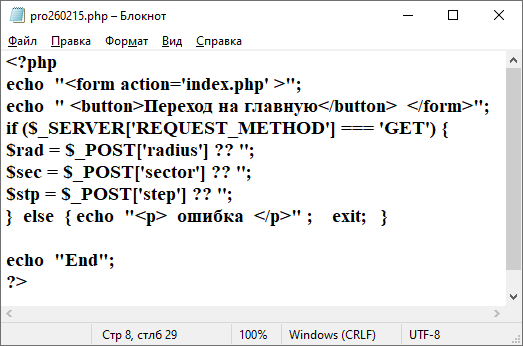 pro260215.php – Блокнот
Файл Правка Формат Вид Справка
<?php
echo "<form action='index.php' >";
echo " <button>Переход на главную</button> </form>";
if ($_SERVER['REQUEST_METHOD'] === 'GET') {
$rad = $_POST['radius'] ?? '';
$sec = $_POST['sector'] ?? '';
$stp = $_POST['step'] ?? '';
} else { echo "<p> ошибка </p>" ; exit; }
echo "End";
?>
Стр 8, стлб 29 100% Windows (CRLF) UTF-8